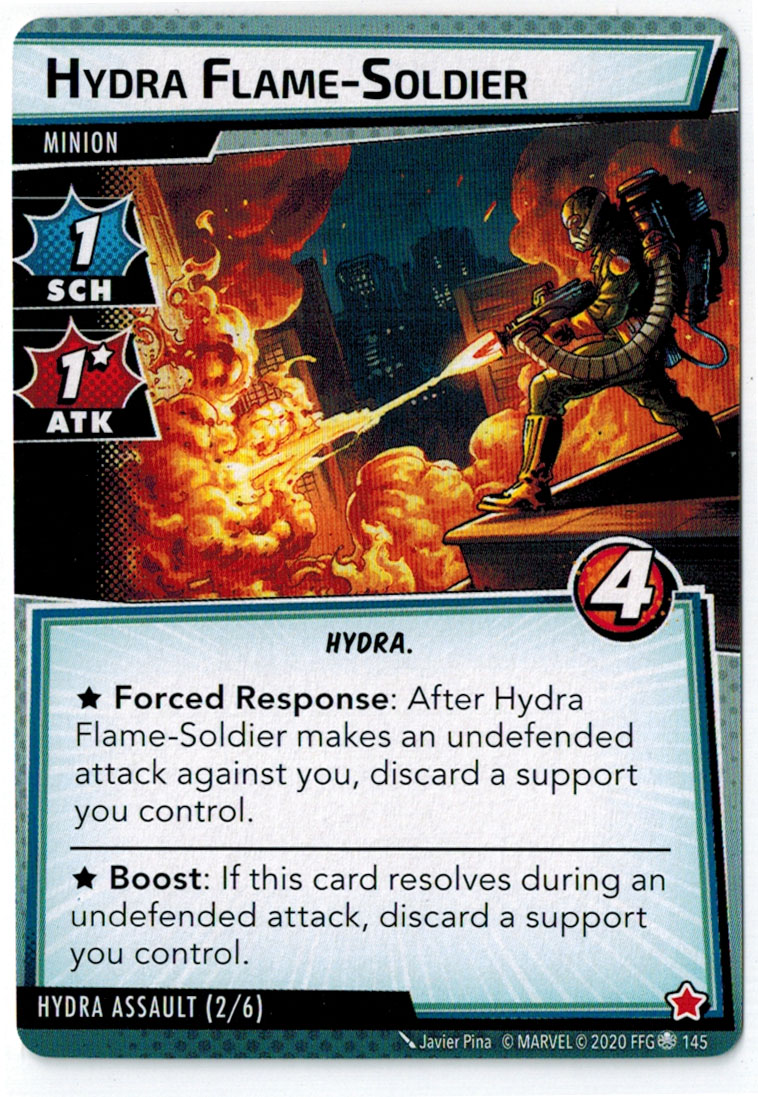 HYDRA FLAME-SOLDIER
MINION
1
SCH
1
ATK
4
HYDRA.
★ Forced Response: After Hydra
Flame-Soldier makes an undefended
attack against you, discard a support
you control.
★ Boost: If this card resolves during an
undefended attack, discard a support
you control.
HYDRA ASSAULT (2/6)
Javier Pina © MARVEL © 2020 FFG 145